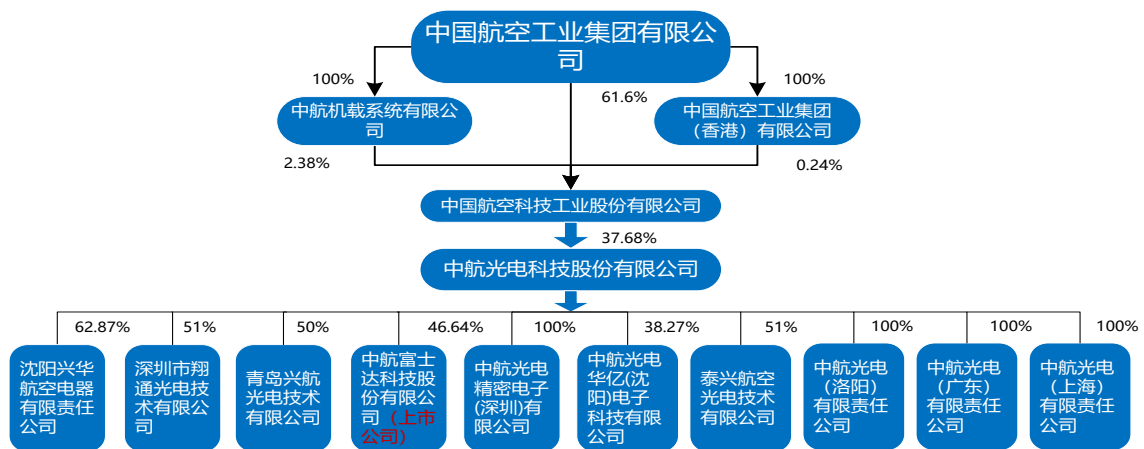 中国航空工业集团有限公
司
100%
61.6%
100%
中航机载系统有限公
司
中国航空工业集团
（香港）有限公司
2.38%
0.24%
中国航空科技工业股份有限公司
37.68%
中航光电科技股份有限公司
62.87%
51%
50%
46.64%
100%
38.27%
51%
100%
100%
100%
沈阳兴华
航空电器
有限责任
公司
深圳市翔
通光电技
术有限公
司
青岛兴航
光电技术
有限公司
中航富士
达科技股
份有限公
司（上市
公司）
中航光电
精密电子
(深圳)有
限公司
中航光电
华亿(沈
阳)电子
科技有限
公司
泰兴航空
光电技术
有限公司
中航光电
（洛阳）
有限责任
公司
中航光电
（广东）
有限责任
公司
中航光电
（上海）
有限责任
公司